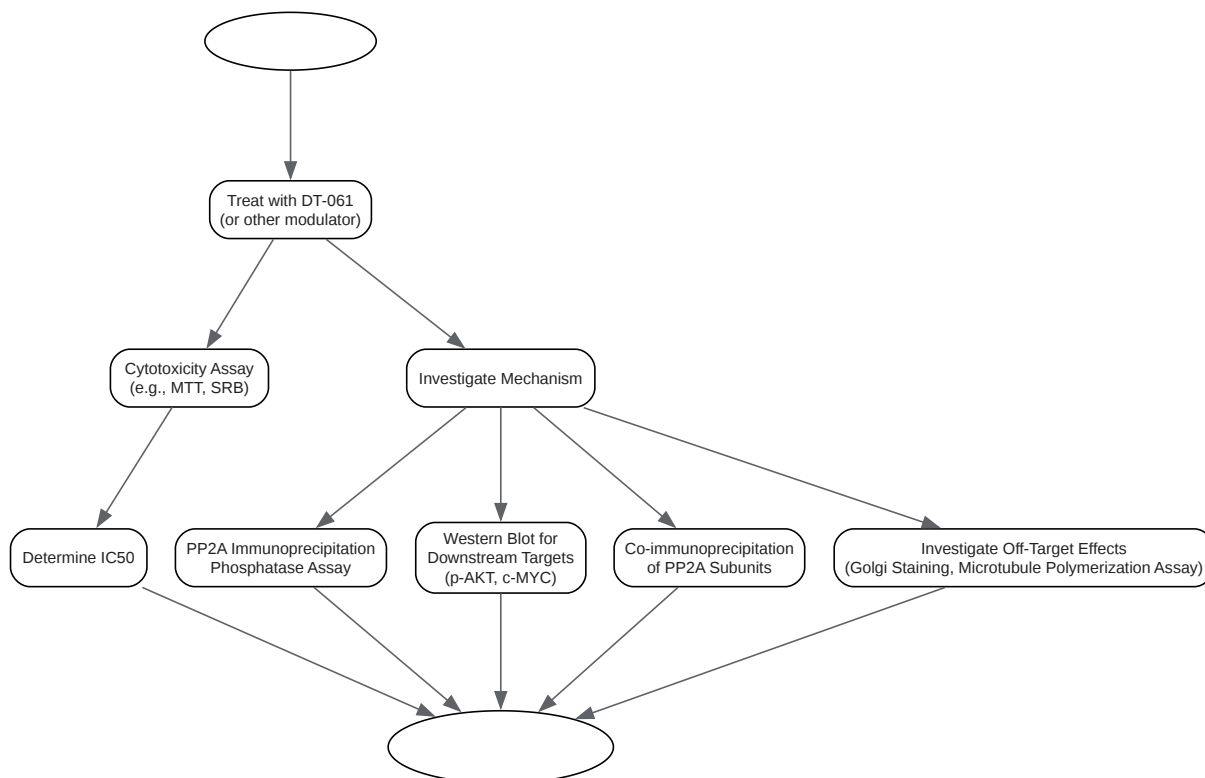 Treat with DT-061
(or other modulator)
Cytotoxicity Assay
(e.g., MTT, SRB)
Investigate Mechanism
Determine IC50
PP2A Immunoprecipitation
Phosphatase Assay
Western Blot for
Downstream Targets
(p-AKT, c-MYC)
Co-immunoprecipitation
of PP2A Subunits
Investigate Off-Target Effects
(Golgi Staining, Microtubule Polymerization Assay)